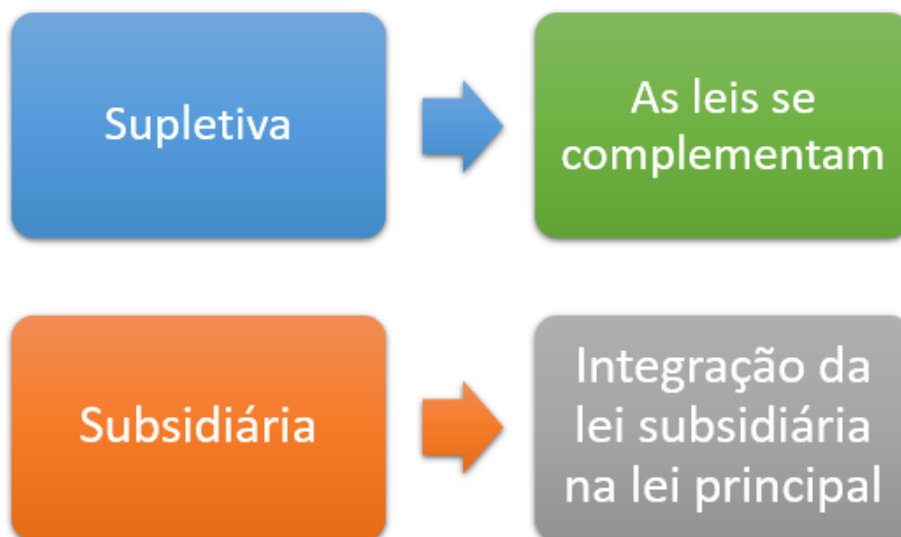 Supletiva
As leis se
complementam
Subsidiária
Integração da
lei subsidiária
na lei principal